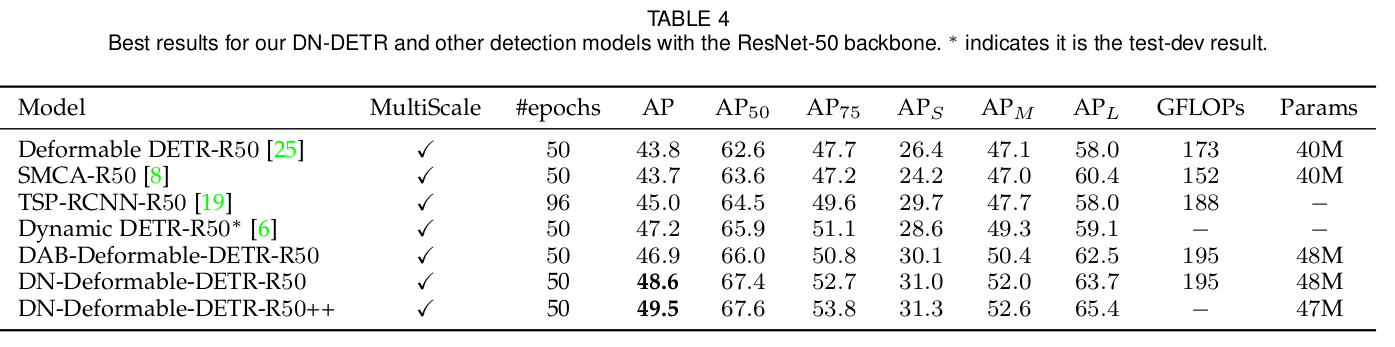 TABLE 4
Best results for our DN-DETR and other detection models with the ResNet-50 backbone. * indicates it is the test-dev result.
Model MultiScale #epochs AP AP50 AP75 APS APM APL GFLOPs Params
Deformable DETR-R50 [25] ✓ 50 43.8 62.6 47.7 26.4 47.1 58.0 173 40M
SMCA-R50 [8] ✓ 50 43.7 63.6 47.2 24.2 47.0 60.4 152 40M
TSP-RCNN-R50 [19] ✓ 96 45.0 64.5 49.6 29.7 47.7 58.0 188 −
Dynamic DETR-R50* [6] ✓ 50 47.2 65.9 51.1 28.6 49.3 59.1 − −
DAB-Deformable-DETR-R50 ✓ 50 46.9 66.0 50.8 30.1 50.4 62.5 195 48M
DN-Deformable-DETR-R50 ✓ 50 48.6 67.4 52.7 31.0 52.0 63.7 195 48M
DN-Deformable-DETR-R50++ ✓ 50 49.5 67.6 53.8 31.3 52.6 65.4 − 47M